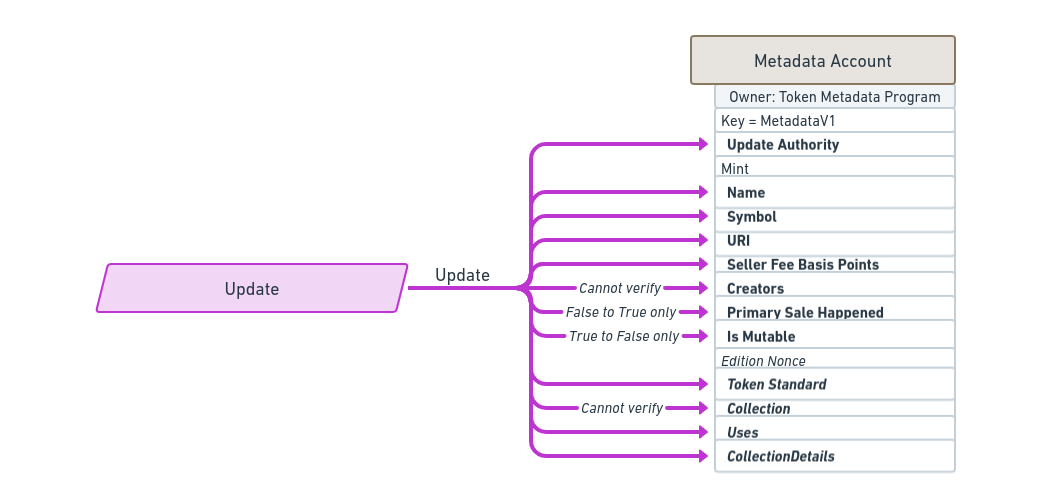 Metadata Account
Owner: Token Metadata Program
Key = MetadataV1
Update Authority
Mint
Name
Symbol
URI
Seller Fee Basis Points
Update
Update
Cannot verify
Creators
False to True only
Primary Sale Happened
True to False only
Is Mutable
Edition Nonce
Token Standard
Cannot verify
Collection
Uses
CollectionDetails